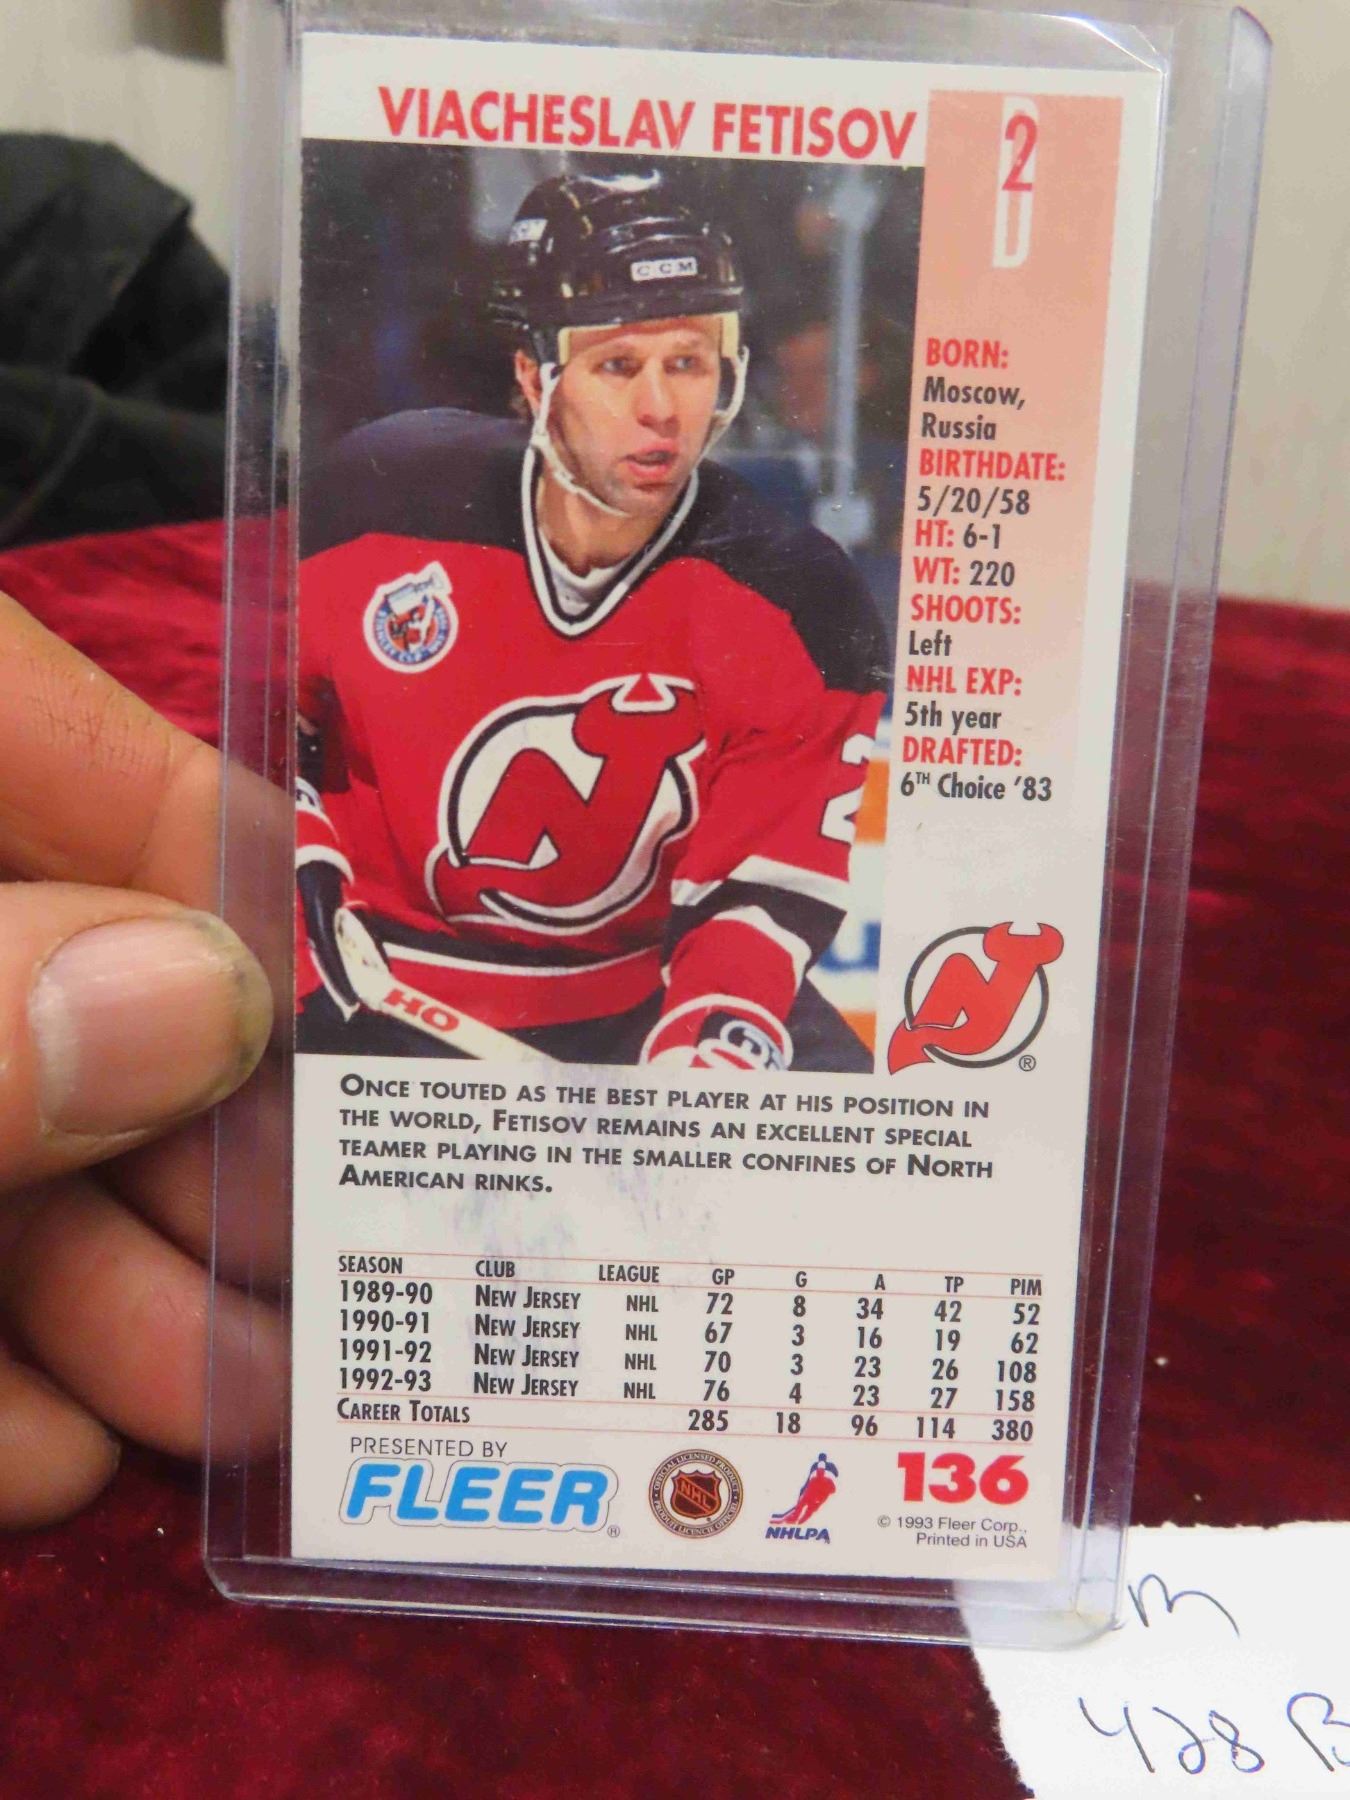 VIACHESLAV FETISOV
2
D
CCM
BORN:
Moscow,
Russia
BIRTHDATE:
5/20/58
HT: 6-1
WT: 220
SHOOTS:
Left
NHL EXP:
5th year
DRAFTED:
6TH Choice '83
2
HO
®
ONCE TOUTED AS THE BEST PLAYER AT HIS POSITION IN
THE WORLD, FETISOV REMAINS AN EXCELLENT SPECIAL
TEAMER PLAYING IN THE SMALLER CONFINES OF NORTH
AMERICAN RINKS.
SEASON CLUB LEAGUE GP G A TP PIM
1989-90 NEW JERSEY NHL 72 8 34 42 52
1990-91 NEW JERSEY NHL 67 3 16 19 62
1991-92 NEW JERSEY NHL 70 3 23 26 108
1992-93 NEW JERSEY NHL 76 4 23 27 158
CAREER TOTALS 285 18 96 114 380
PRESENTED BY
FLEER®
NHL
NHLPA
136
© 1993 Fleer Corp.,
Printed in USA
428 B